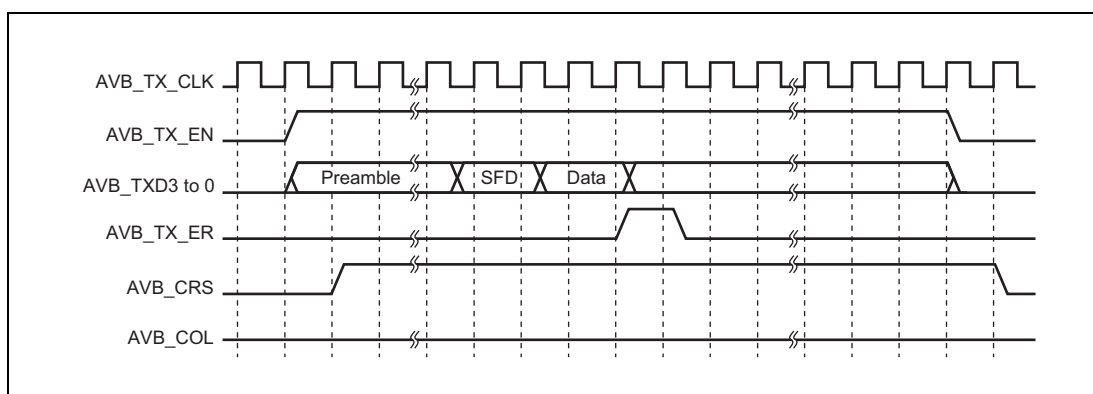 AVB_TX_CLK
AVB_TX_EN
AVB_TXD3 to 0 Preamble SFD Data
AVB_TX_ER
AVB_CRS
AVB_COL